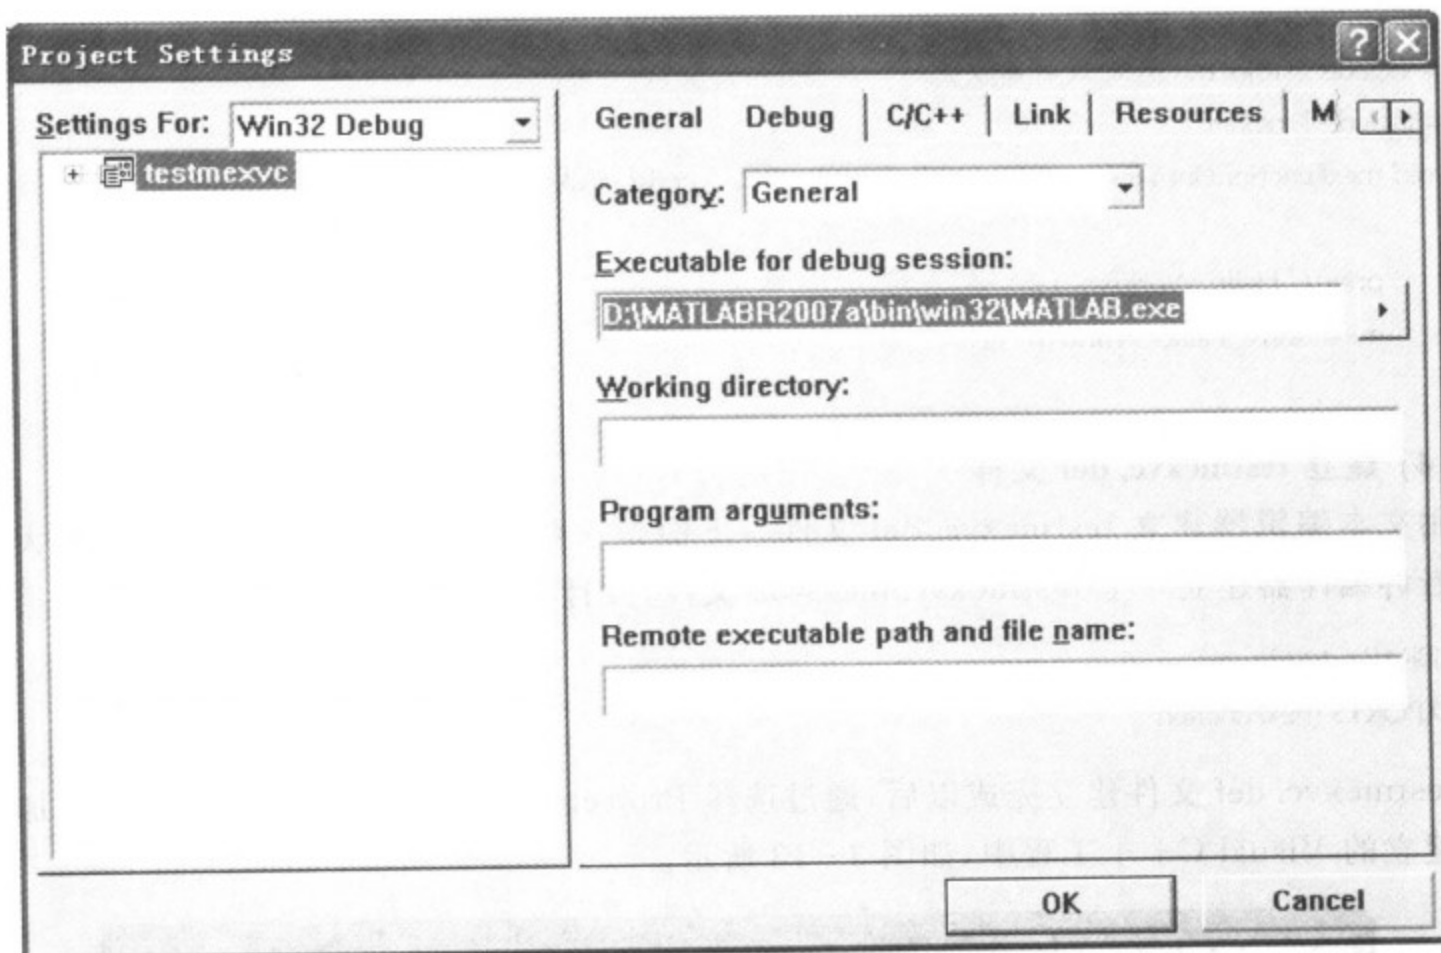 Project Settings
Settings For: Win32 Debug
testmexvc
General Debug C/C++ Link Resources M
Category: General
Executable for debug session:
D:\MATLABR2007a\bin\win32\MATLAB.exe
Working directory:
Program arguments:
Remote executable path and file name:
OK Cancel